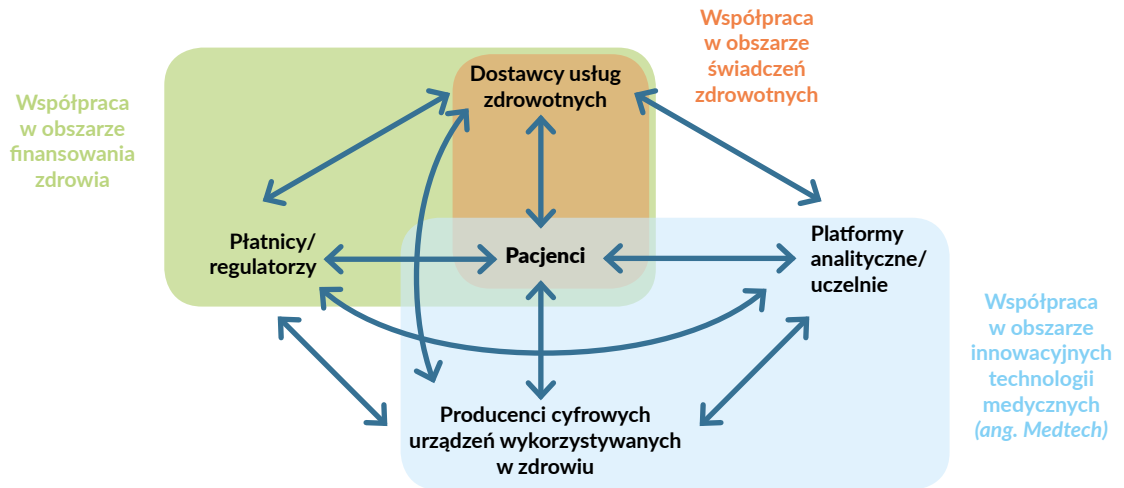 Współpraca
w obszarze
świadczeń
zdrowotnych
Dostawcy usług
zdrowotnych
Współpraca
w obszarze
finansowania
zdrowia
Płatnicy/
regulatorzy
Pacjenci
Platformy
analityczne/
uczelnie
Współpraca
w obszarze
innowacyjnych
technologii
medycznych
(ang. Medtech)
Producenci cyfrowych
urządzeń wykorzystywanych
w zdrowiu